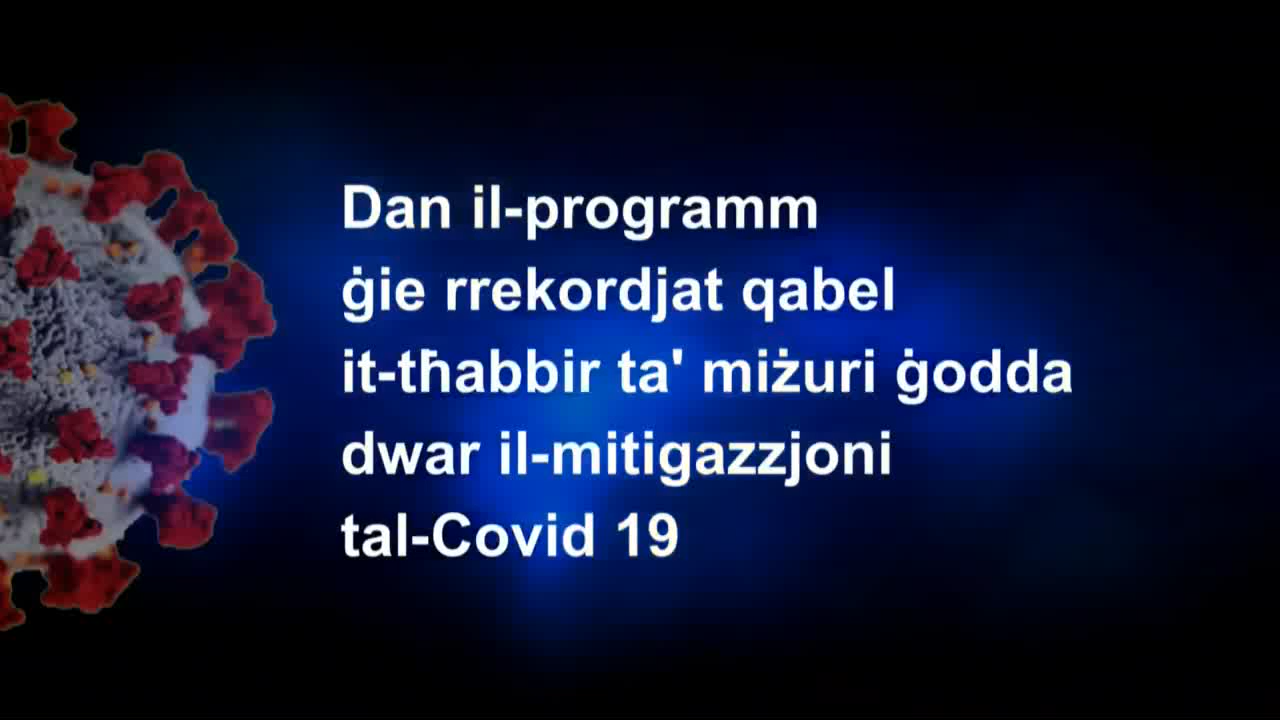 Dan il-programm
ġie rrekordjat qabel
it-tħabbir ta' miżuri ġodda
dwar il-mitigazzjoni
tal-Covid 19